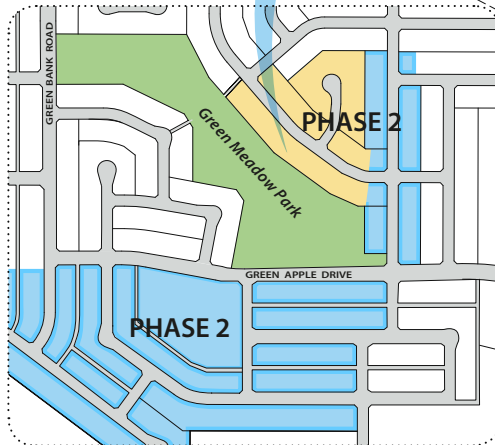 GREEN BANK ROAD
PHASE 2
Green Meadow Park
GREEN APPLE DRIVE
PHASE 2